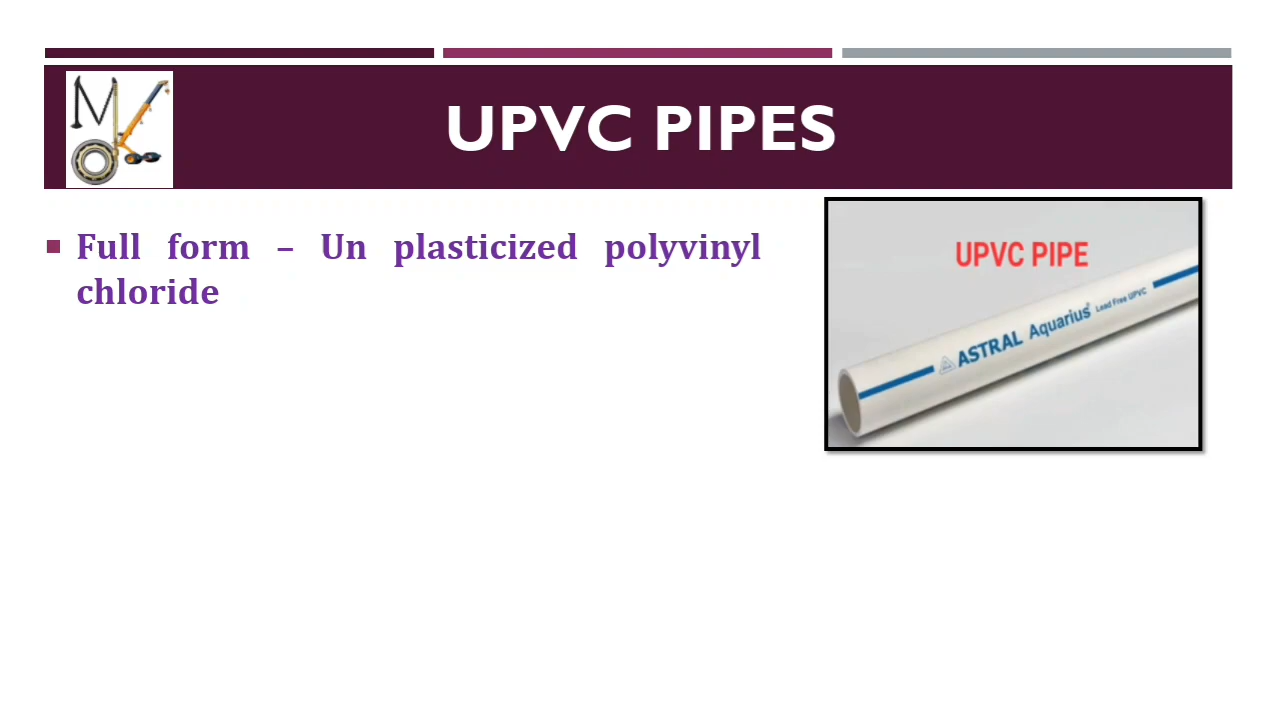 UPVC PIPES
Full form – Un plasticized polyvinyl
chloride
UPVC PIPE
ASTRAL Aquarius Lead Free UPVC